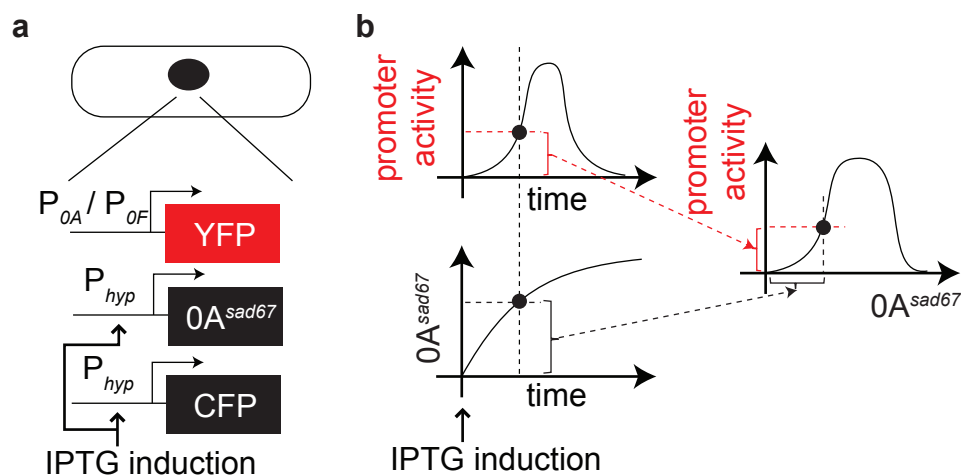 a
P0A / P0F
YFP
Phyp
0Asad67
Phyp
CFP
IPTG induction
b
promoter
activity
time
0Asad67
time
IPTG induction
promoter
activity
0Asad67